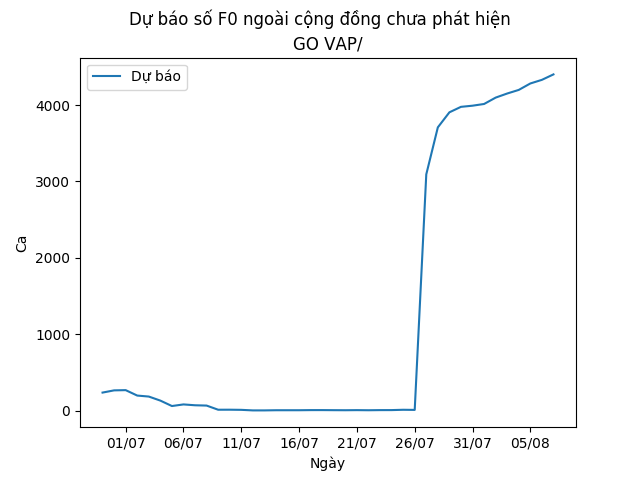 Dự báo số F0 ngoài cộng đồng chưa phát hiện
GO VAP/
Dự báo
Ca
4000
3000
2000
1000
0
01/07 06/07 11/07 16/07 21/07 26/07 31/07 05/08
Ngày